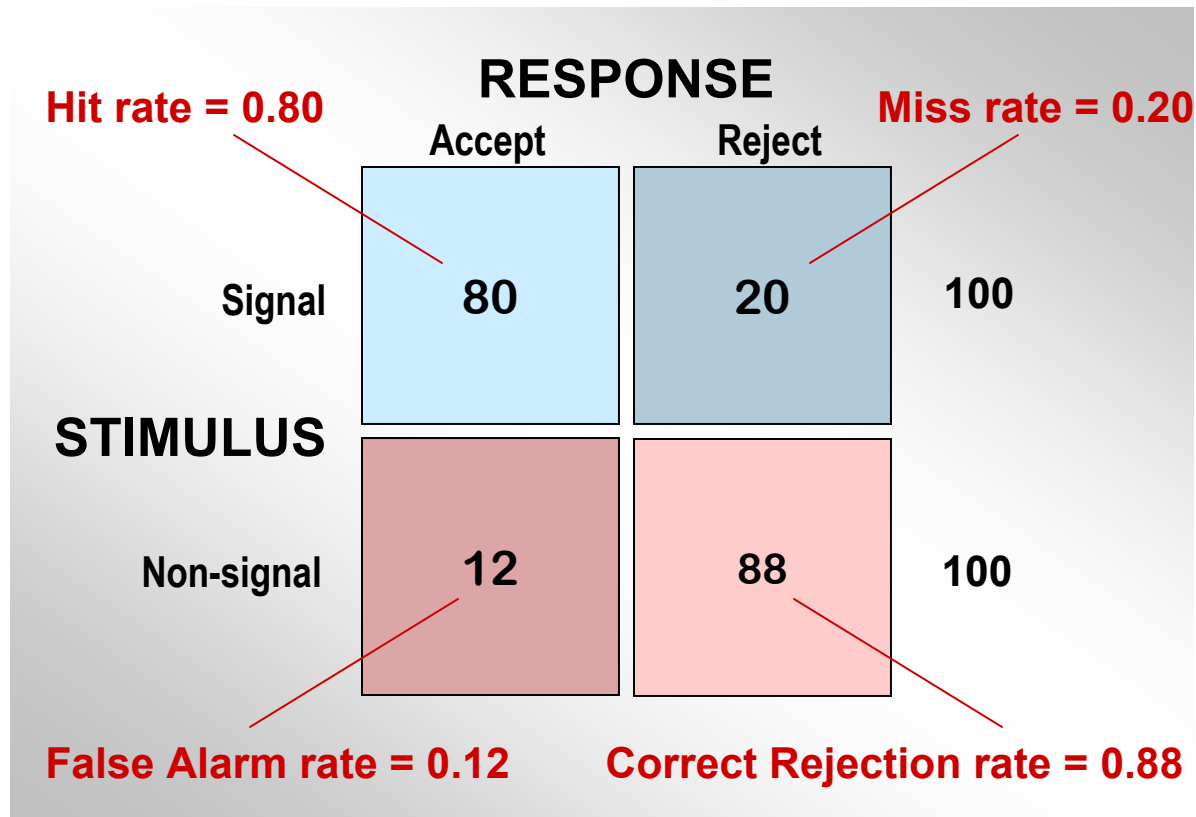 RESPONSE
Hit rate = 0.80
Miss rate = 0.20
Accept
Reject
Signal
80
20
100
STIMULUS
Non-signal
12
88
100
False Alarm rate = 0.12
Correct Rejection rate = 0.88